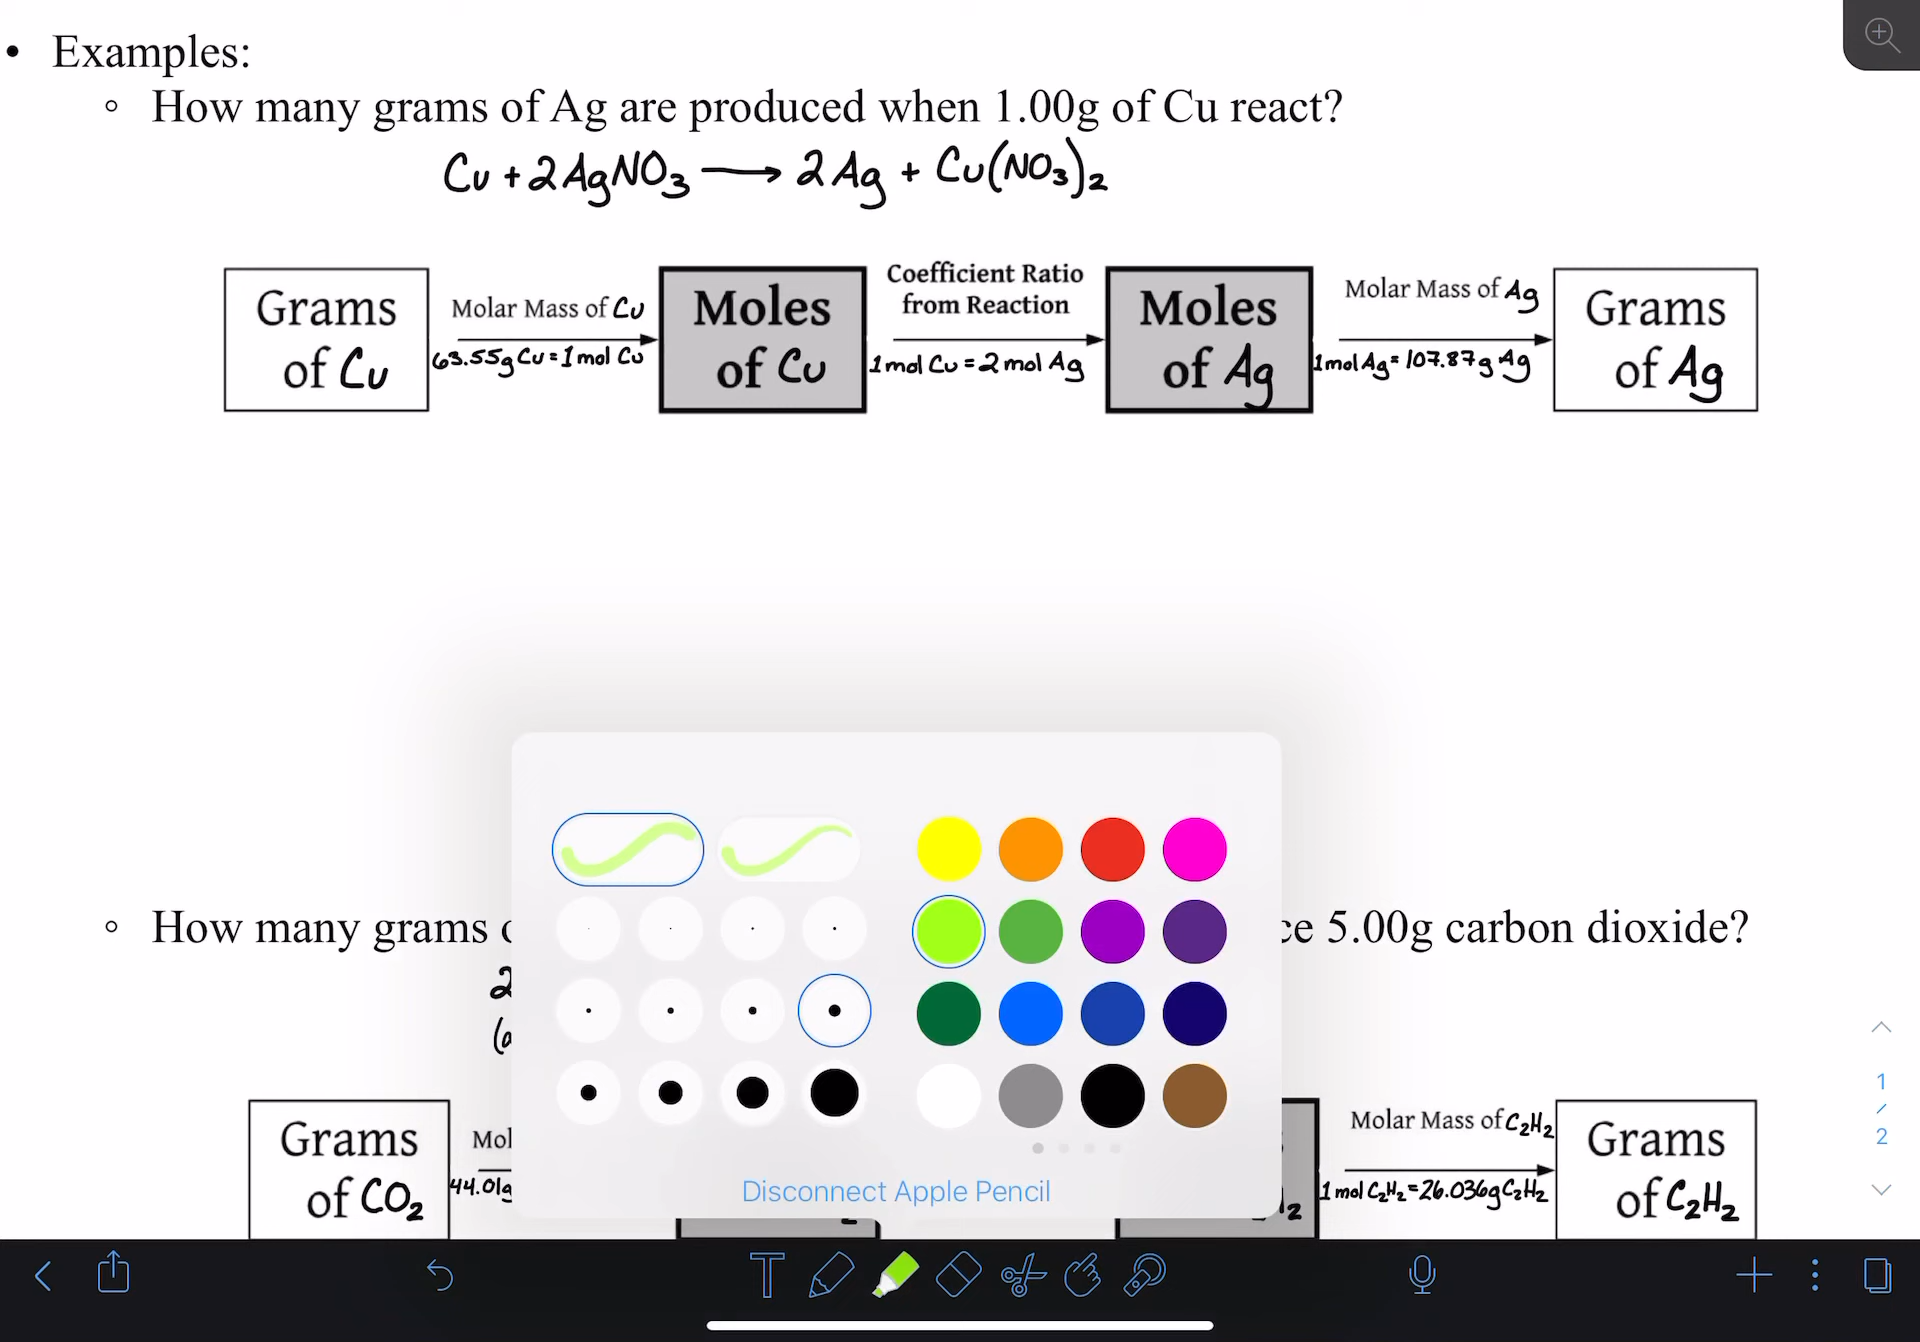 • Examples:
◦ How many grams of Ag are produced when 1.00g of Cu react?
Cu + 2AgNO₃ → 2Ag + Cu(NO₃)₂
Grams of Cu
Molar Mass of Cu
63.55g Cu = 1 mol Cu
Moles of Cu
Coefficient Ratio
from Reaction
1 mol Cu = 2 mol Ag
Moles of Ag
Molar Mass of Ag
1 mol Ag = 107.87g Ag
Grams of Ag
◦ How many grams
5.00g carbon dioxide?
2
Grams of CO₂
44.01g
Molar Mass of C₂H₂
1 mol C₂H₂ = 26.036g C₂H₂
Grams of C₂H₂
Disconnect Apple Pencil
1
/
2
T